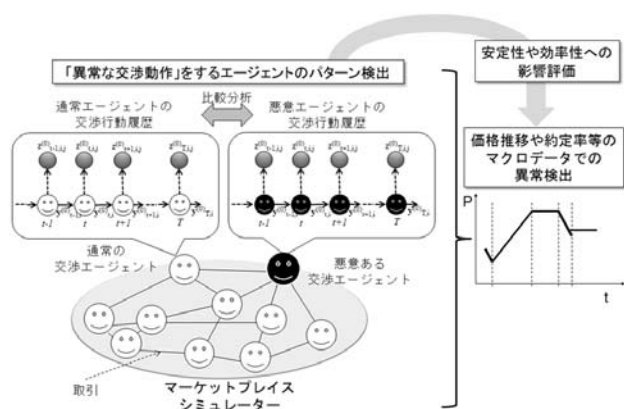 「異常な交渉動作」をするエージェントのパターン検出
通常エージェントの
交渉行動履歴
比較分析
悪意エージェントの
交渉行動履歴
t-1
t
t+1
T
t-1
t
t+1
T
通常の
交渉エージェント
悪意ある
交渉エージェント
取引
マーケットプレイス
シミュレーター
安定性や効率性への
影響評価
価格推移や約定率等の
マクロデータでの
異常検出
P
t